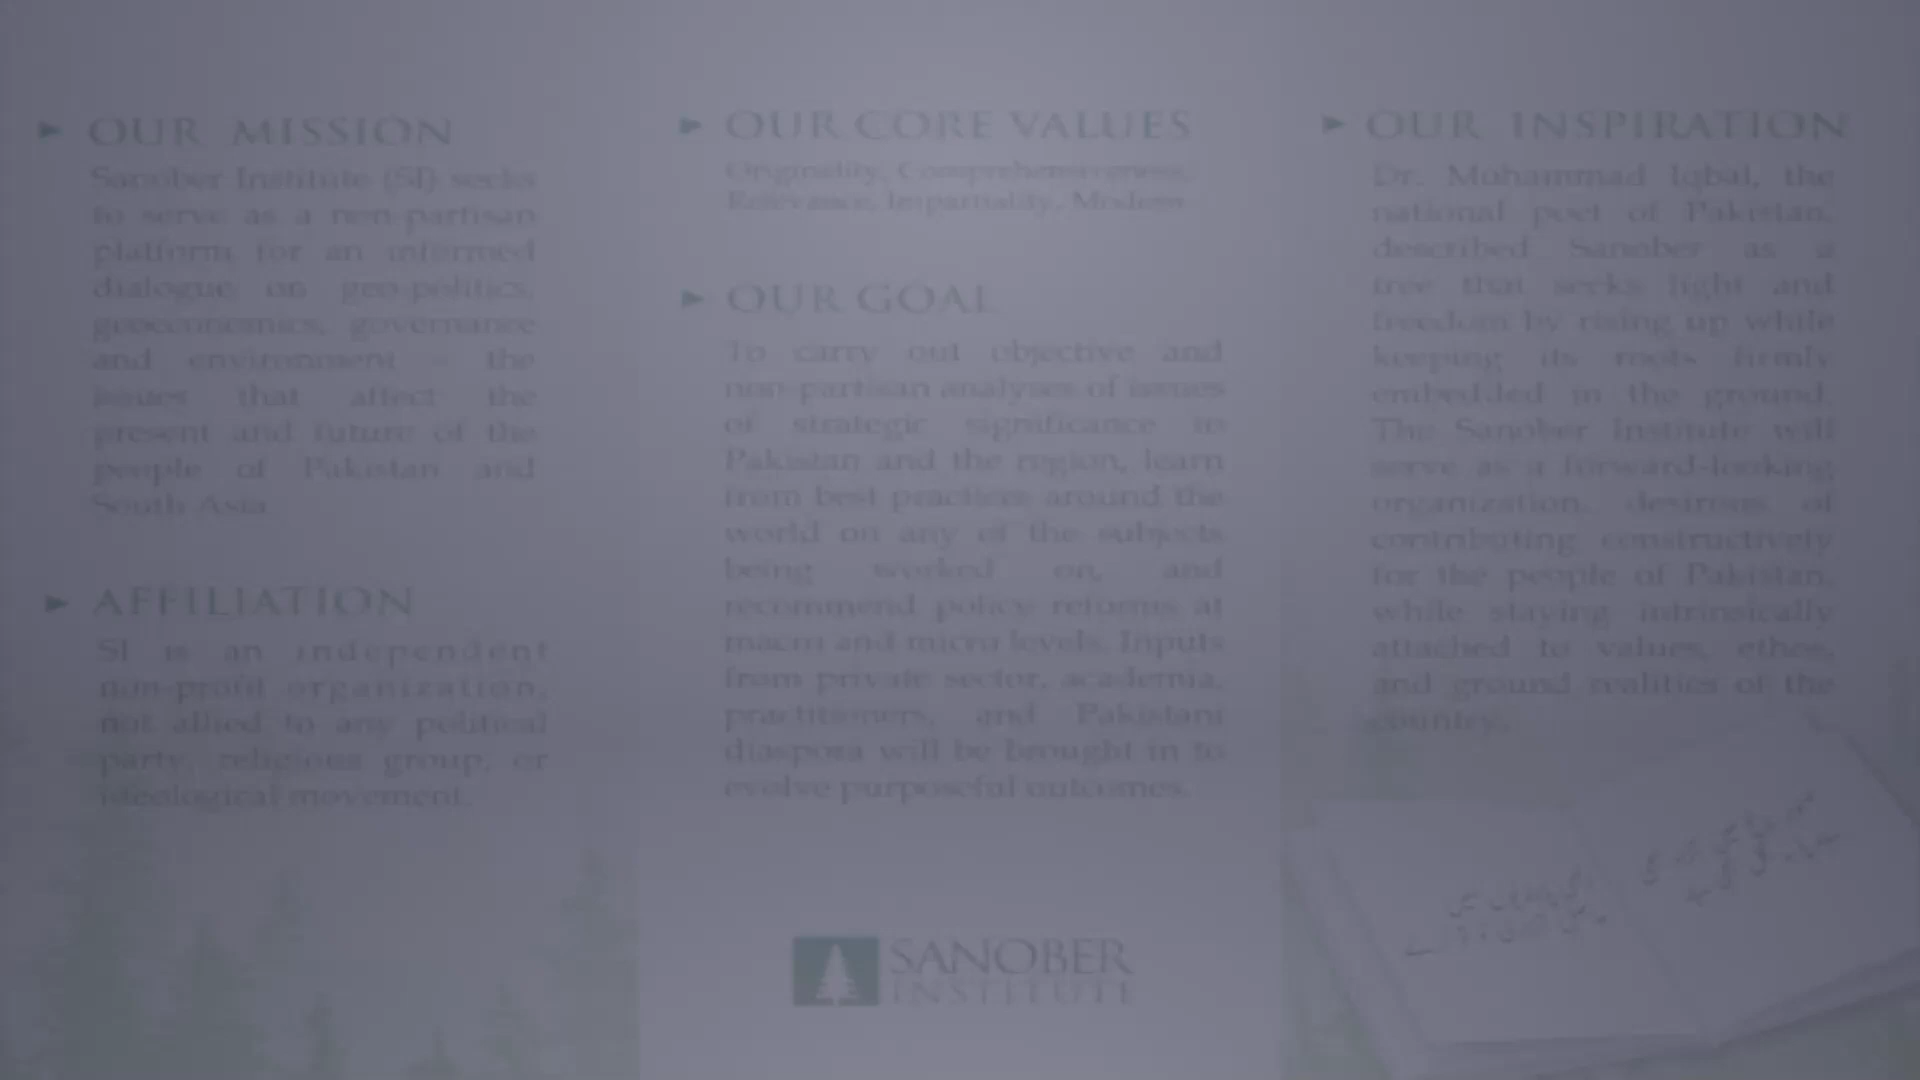 OUR MISSION
Sanober Institute (SI) seeks
to serve as a non-partisan
platform for an informed
dialogue on geo-politics,
geoeconomics, governance
and environment – the
issues that affect the
present and future of the
people of Pakistan and
South Asia
AFFILIATION
SI is an independent
non-profit organization,
not allied to any political
party, religious group, or
ideological movement.
OUR CORE VALUES
Originality, Comprehensiveness,
Relevance, Impartiality, Modern
OUR GOAL
To carry out objective and
non-partisan analyses of issues
of strategic significance to
Pakistan and the region, learn
from best practices around the
world on any of the subjects
being worked on, and
recommend policy reforms at
macro and micro levels. Inputs
from private sector, academia,
practitioners, and Pakistani
diaspora will be brought in to
evolve purposeful outcomes.
SANOBER
INSTITUTE
OUR INSPIRATION
Dr. Mohammad Iqbal, the
national poet of Pakistan,
described Sanober as a
tree that seeks light and
freedom by rising up while
keeping its roots firmly
embedded in the ground.
The Sanober Institute will
serve as a forward-looking
organization, desirous of
contributing constructively
for the people of Pakistan,
while staying intrinsically
attached to values, ethos,
and ground realities of the
country.